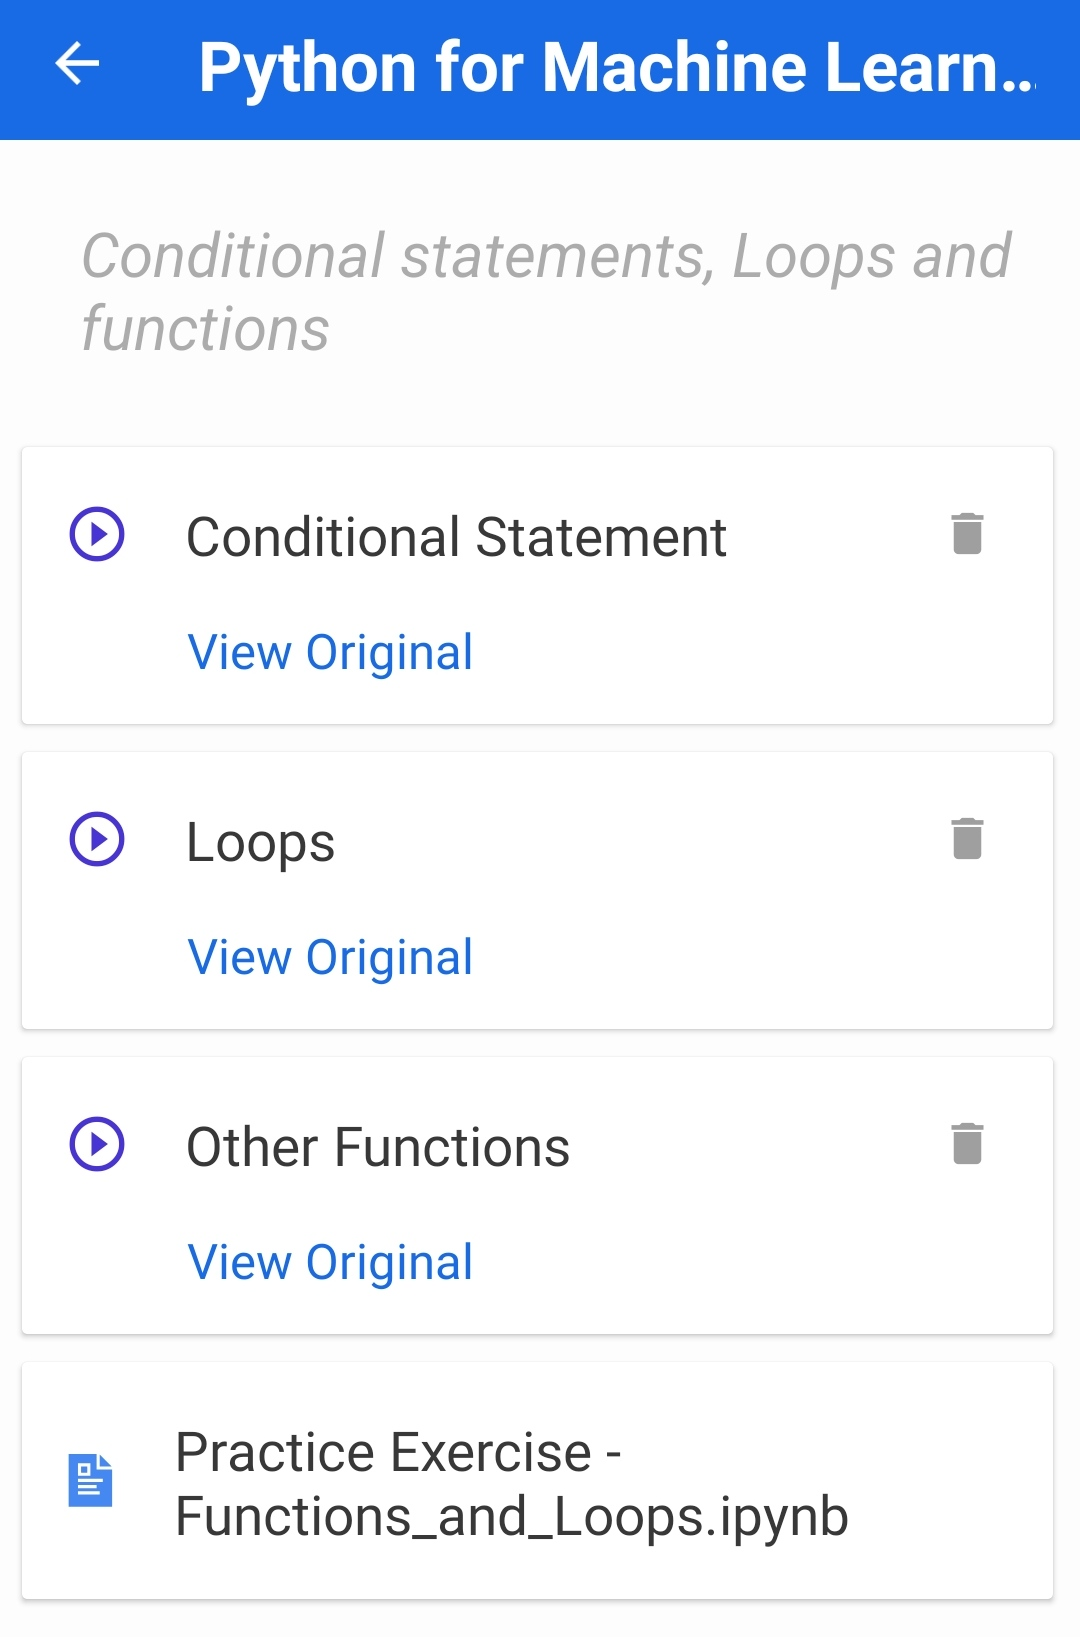 Python for Machine Learn...
Conditional statements, Loops and
functions
Conditional Statement
View Original
Loops
View Original
Other Functions
View Original
Practice Exercise -
Functions_and_Loops.ipynb